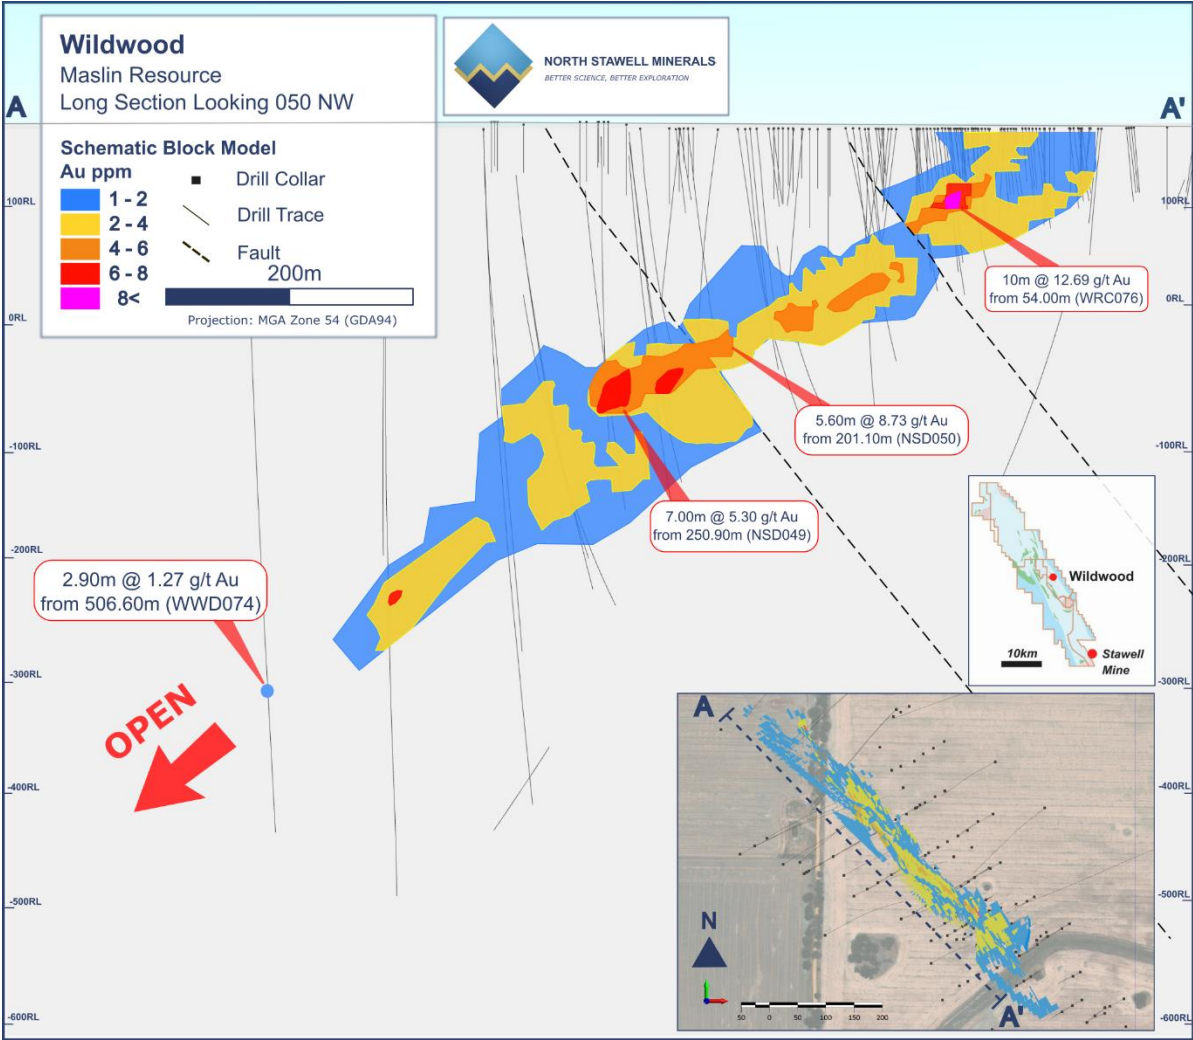 Wildwood
Maslin Resource
Long Section Looking 050 NW
NORTH STAWELL MINERALS
BETTER SCIENCE, BETTER EXPLORATION
A
A'
Schematic Block Model
Au ppm
1 - 2
2 - 4
4 - 6
6 - 8
8<
Drill Collar
Drill Trace
Fault
200m
Projection: MGA Zone 54 (GDA94)
100RL
0RL
-100RL
-200RL
-300RL
-400RL
-500RL
-600RL
100RL
0RL
-100RL
-200RL
-300RL
-400RL
-500RL
-600RL
10m @ 12.69 g/t Au
from 54.00m (WRC076)
5.60m @ 8.73 g/t Au
from 201.10m (NSD050)
7.00m @ 5.30 g/t Au
from 250.90m (NSD049)
2.90m @ 1.27 g/t Au
from 506.60m (WWD074)
OPEN
Wildwood
10km
Stawell
Mine
A
N
50 0 50 100 150 200
A'